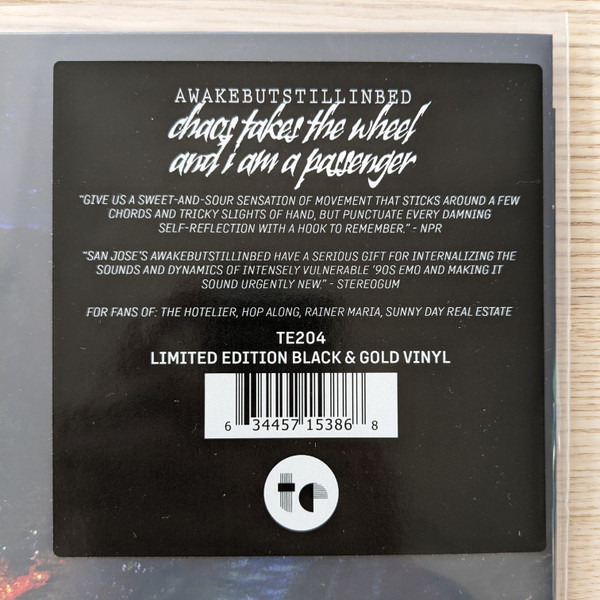 AWAKEBUTSTILLINBED
chaos takes the wheel
and i am a passenger
"GIVE US A SWEET-AND-SOUR SENSATION OF MOVEMENT THAT STICKS AROUND A FEW
CHORDS AND TRICKY SLIGHTS OF HAND, BUT PUNCTUATE EVERY DAMNING
SELF-REFLECTION WITH A HOOK TO REMEMBER." - NPR
"SAN JOSE'S AWAKEBUTSTILLINBED HAVE A SERIOUS GIFT FOR INTERNALIZING THE
SOUNDS AND DYNAMICS OF INTENSELY VULNERABLE '90S EMO AND MAKING IT
SOUND URGENTLY NEW." - STEREOGUM
FOR FANS OF: THE HOTELIER, HOP ALONG, RAINER MARIA, SUNNY DAY REAL ESTATE
TE204
LIMITED EDITION BLACK & GOLD VINYL
6 34457 15386 8
te